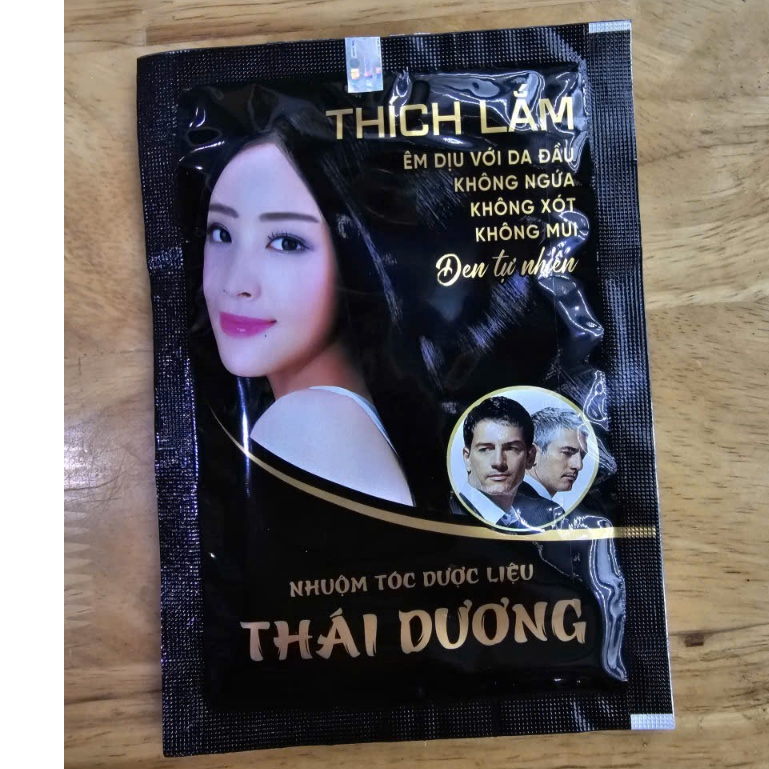 THÍCH LẮM
ÊM DỊU VỚI DA ĐẦU
KHÔNG NGỨA
KHÔNG XÓT
KHÔNG MÙI
Đen tự nhiên
NHUỘM TÓC DƯỢC LIỆU
THÁI DƯƠNG